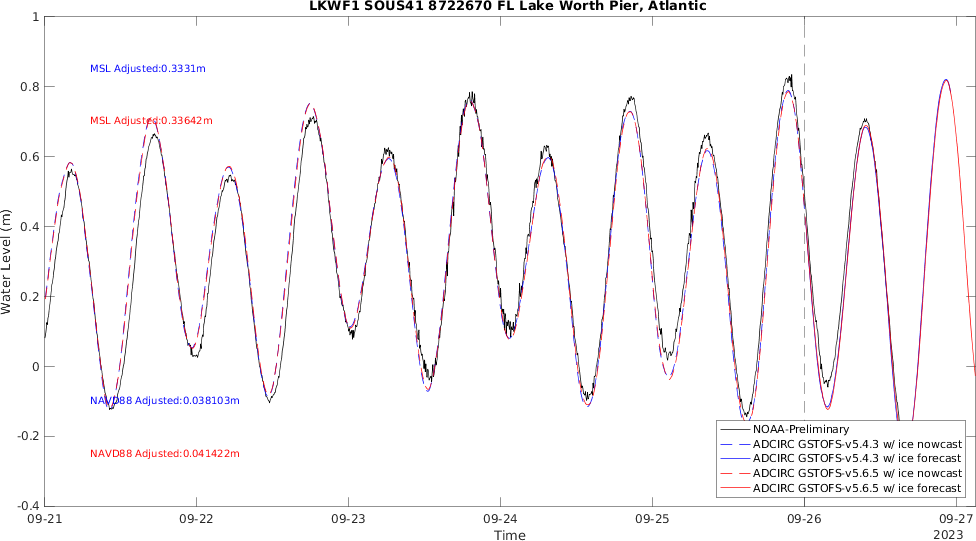 LKWF1 SOUS41 8722670 FL Lake Worth Pier, Atlantic
1
0.8
0.6
0.4
0.2
0
-0.2
-0.4
Water Level (m)
MSL Adjusted:0.3331m
MSL Adjusted:0.33642m
NAVD88 Adjusted:0.038103m
NAVD88 Adjusted:0.041422m
NOAA-Preliminary
ADCIRC GSTOFS-v5.4.3 w/ ice nowcast
ADCIRC GSTOFS-v5.4.3 w/ ice forecast
ADCIRC GSTOFS-v5.6.5 w/ ice nowcast
ADCIRC GSTOFS-v5.6.5 w/ ice forecast
09-21 09-22 09-23 09-24 09-25 09-26 09-27
Time
2023